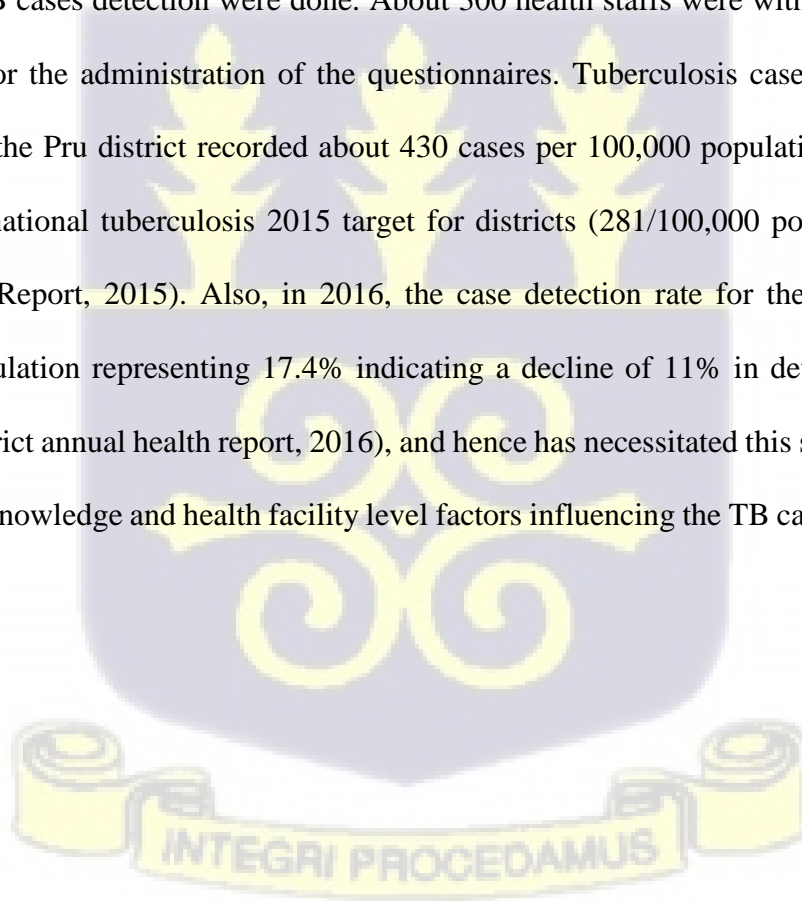 cases detection were done. About 300 health staffs were with
the administration of the questionnaires. Tuberculosis case
the Pru district recorded about 430 cases per 100,000 populati
national tuberculosis 2015 target for districts (281/100,000 po
Report, 2015). Also, in 2016, the case detection rate for the
ulation representing 17.4% indicating a decline of 11% in de
rict annual health report, 2016), and hence has necessitated this s
nowledge and health facility level factors influencing the TB ca
INTEGRI PROCEDAMUS